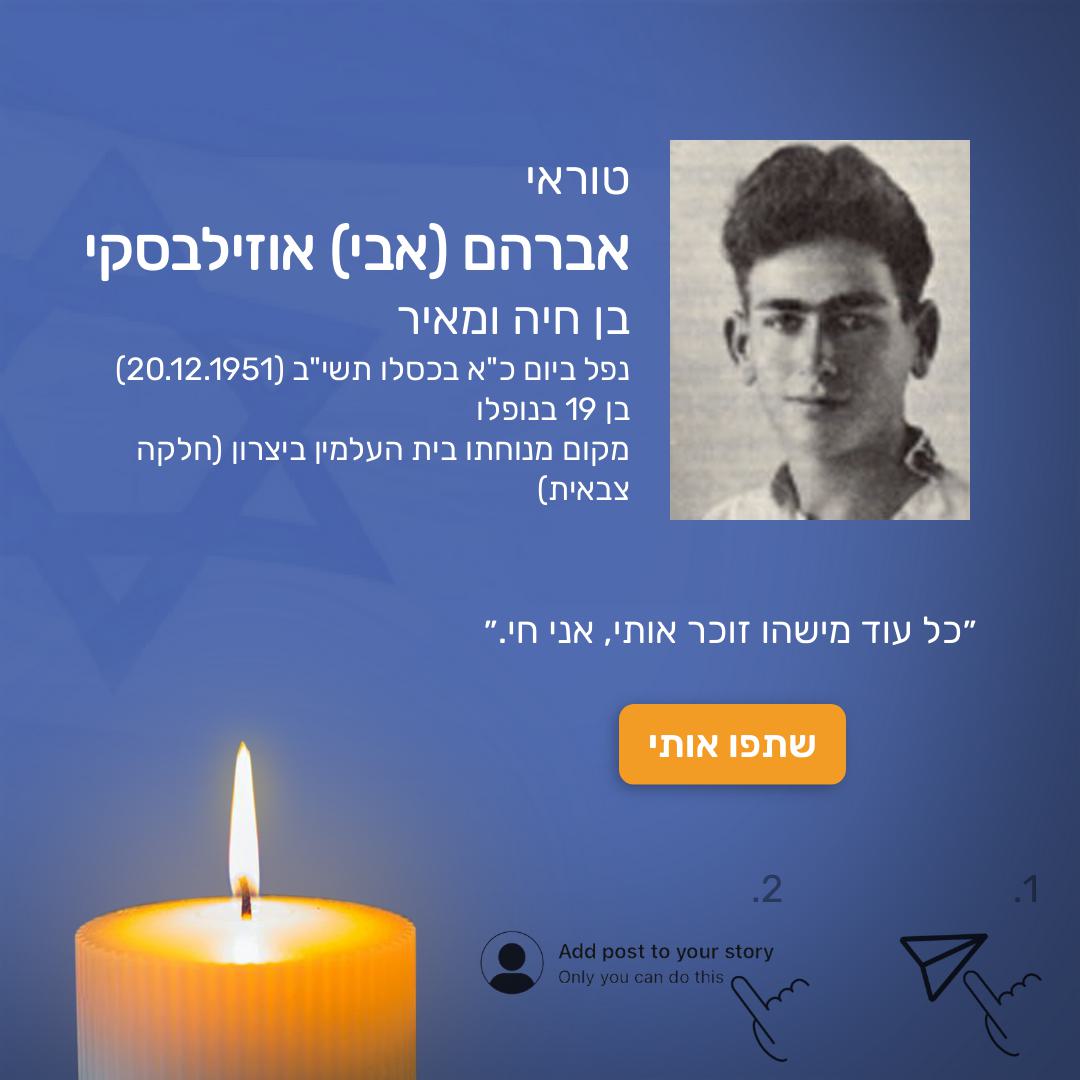 טוראי
אברהם (אבי) אוזילבסקי
בן חיה ומאיר
נפל ביום כ"א בכסלו תשי"ב (20.12.1951)
בן 19 בנופלו
מקום מנוחתו בית העלמין ביצרון (חלקה
צבאית)
״כל עוד מישהו זוכר אותי, אני חי.״
שתפו אותי
1.
2.
Add post to your story
Only you can do this